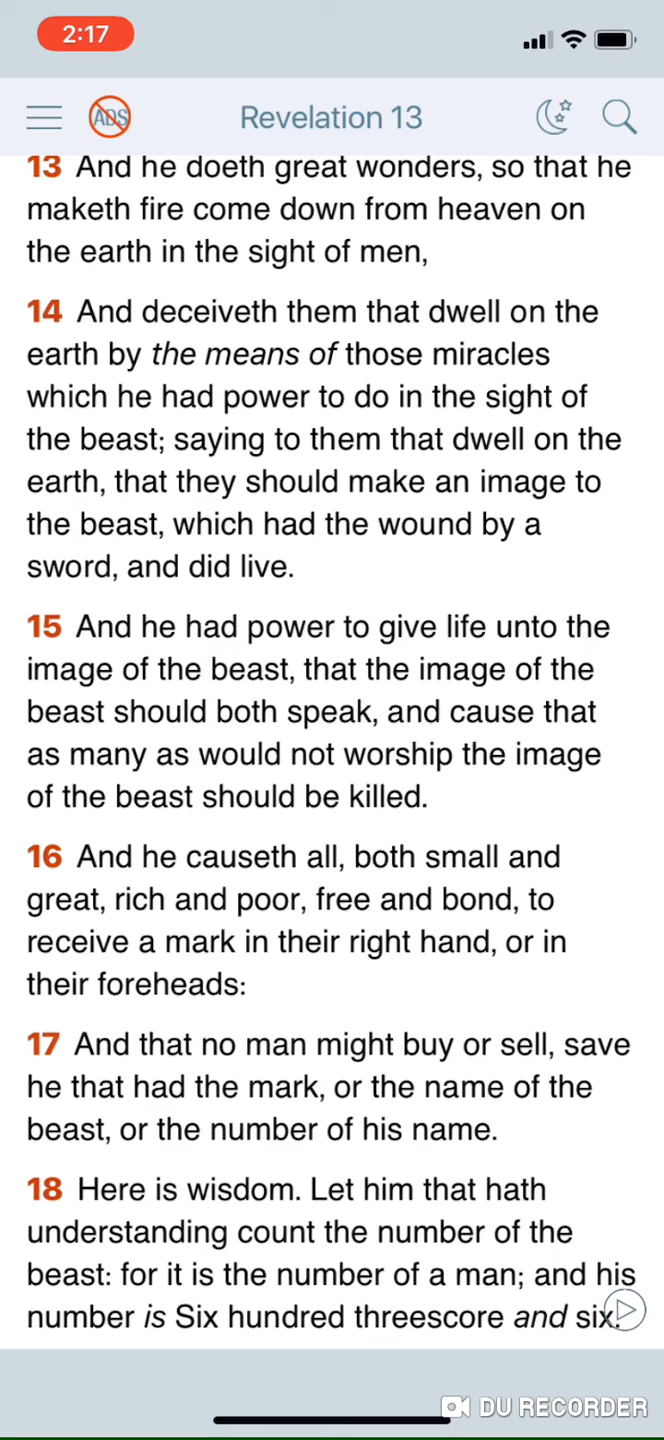 2:17
ADS
Revelation 13
13 And he doeth great wonders, so that he
maketh fire come down from heaven on
the earth in the sight of men,
14 And deceiveth them that dwell on the
earth by the means of those miracles
which he had power to do in the sight of
the beast; saying to them that dwell on the
earth, that they should make an image to
the beast, which had the wound by a
sword, and did live.
15 And he had power to give life unto the
image of the beast, that the image of the
beast should both speak, and cause that
as many as would not worship the image
of the beast should be killed.
16 And he causeth all, both small and
great, rich and poor, free and bond, to
receive a mark in their right hand, or in
their foreheads:
17 And that no man might buy or sell, save
he that had the mark, or the name of the
beast, or the number of his name.
18 Here is wisdom. Let him that hath
understanding count the number of the
beast: for it is the number of a man; and his
number is Six hundred threescore and six.
DU RECORDER